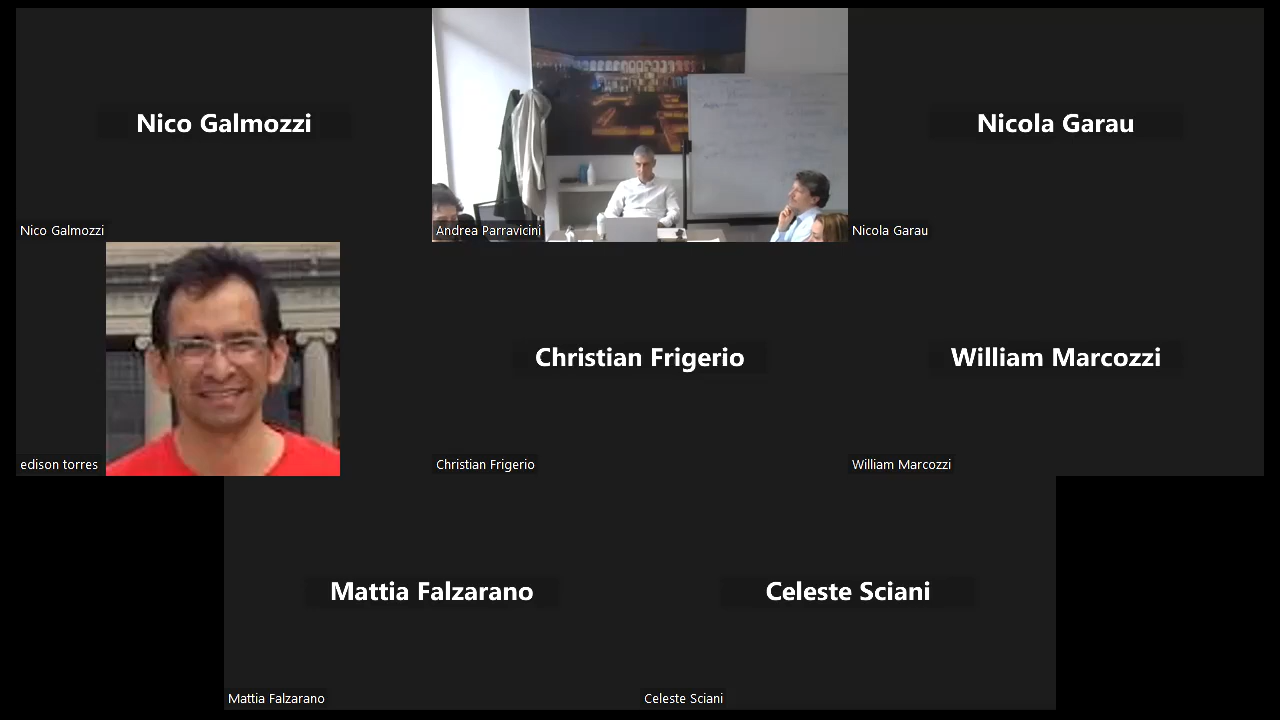 Nico Galmozzi
Nico Galmozzi
Andrea Parravicini
Nicola Garau
Nicola Garau
edison torres
Christian Frigerio
Christian Frigerio
William Marcozzi
William Marcozzi
Mattia Falzarano
Mattia Falzarano
Celeste Sciani
Celeste Sciani